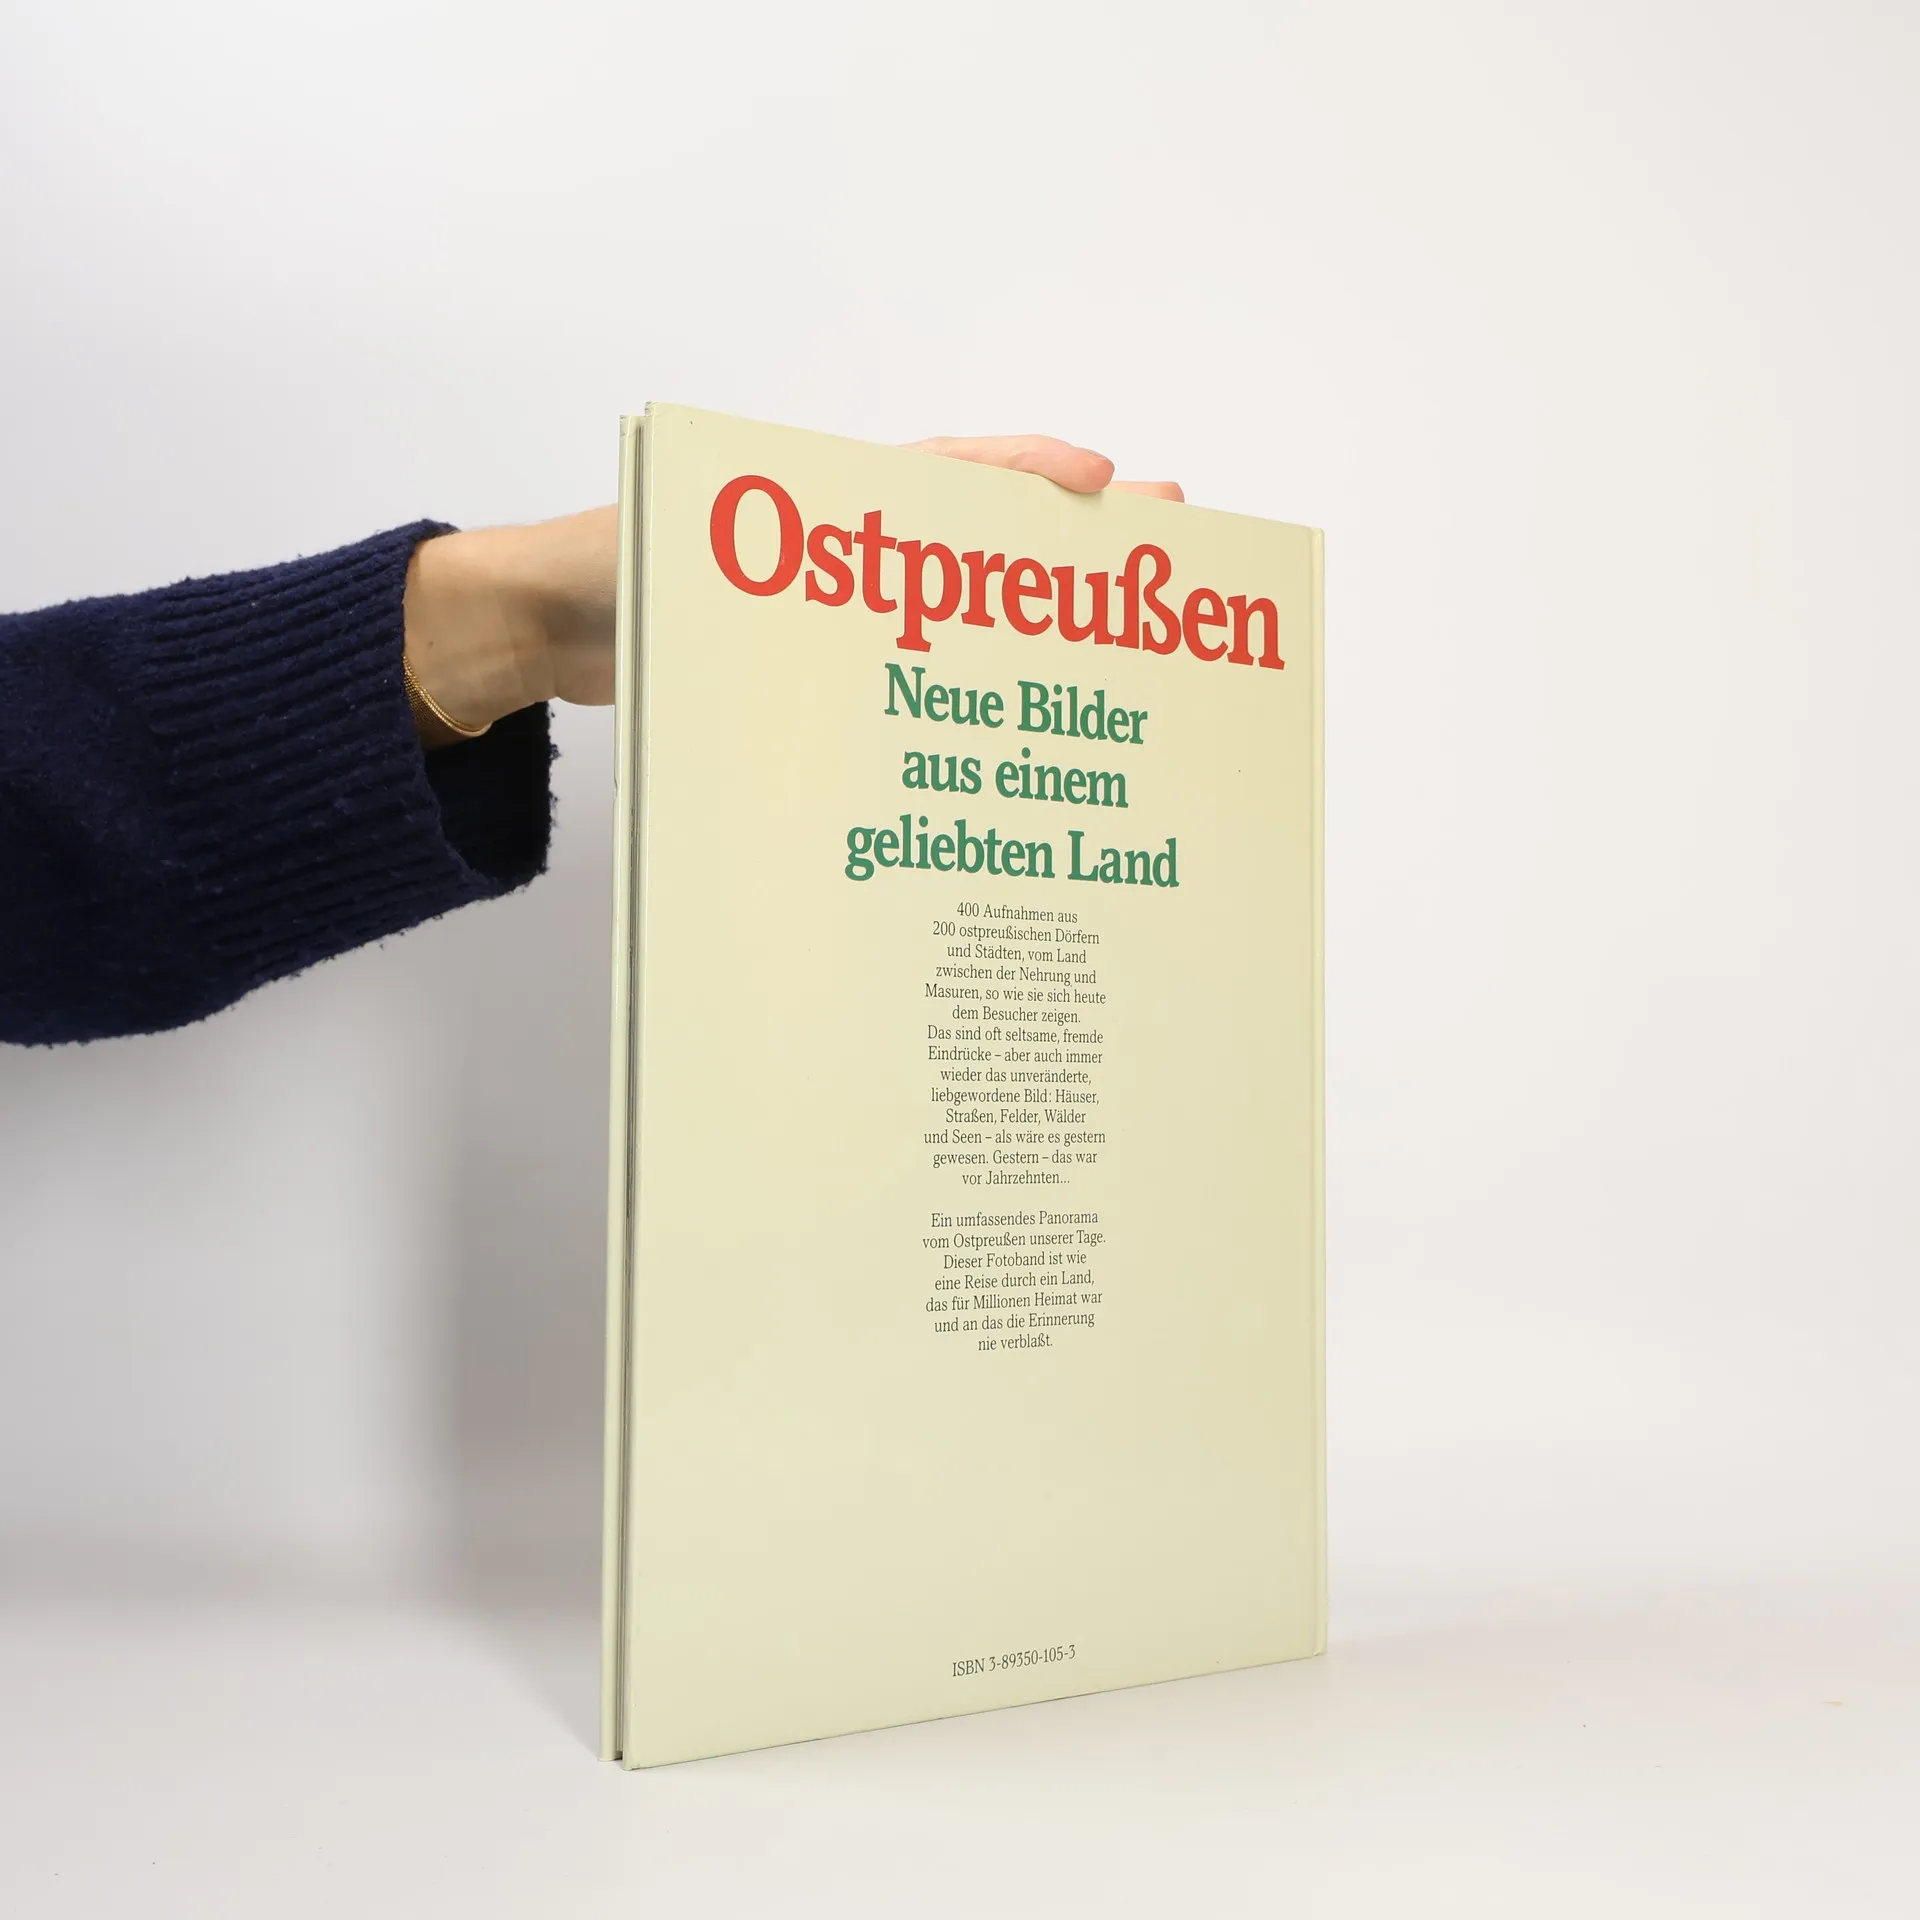 Ostpreußen
Neue Bilder
aus einem
geliebten Land
400 Aufnahmen aus
200 ostpreußischen Dörfern
und Städten, vom Land
zwischen der Nehrung und
Masuren, so wie sie sich heute
dem Besucher zeigen.
Das sind oft seltsame, fremde
Eindrücke – aber auch immer
wieder das unveränderte,
liebgewordene Bild: Häuser,
Straßen, Felder, Wälder
und Seen – als wäre es gestern
gewesen. Gestern – das war
vor Jahrzehnten...
Ein umfassendes Panorama
vom Ostpreußen unserer Tage.
Dieser Fotoband ist wie
eine Reise durch ein Land,
das für Millionen Heimat war
und an das die Erinnerung
nie verblaßt.
ISBN 3-89350-105-3